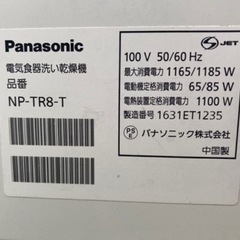 Panasonic
電気食器洗い乾燥機
品番
NP-TR8-T
JET
100 V 50/60 Hz
最大消費電力 1165/1185 W
電動機定格消費電力 65/85 W
電熱装置定格消費電力 1100 W
製造番号 1631ET1235
PS
E
パナソニック株式会社
中国製